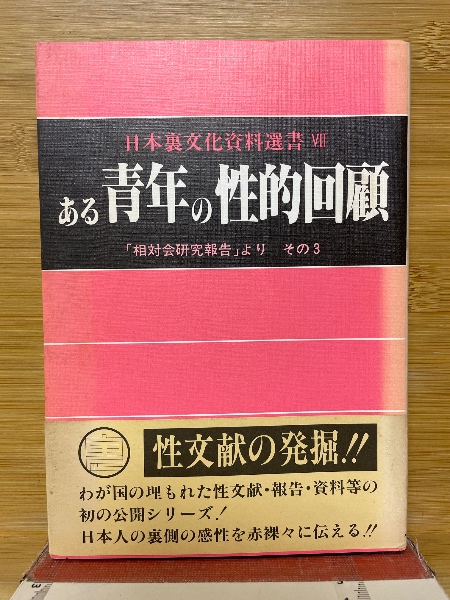 日本裏文化資料選書 Ⅶ
ある青年の性的回顧
「相対会研究報告」より その3
性文献の発掘!!
わが国の埋もれた性文献・報告・資料等の
初の公開シリーズ!
日本人の裏側の感性を赤裸々に伝える!!